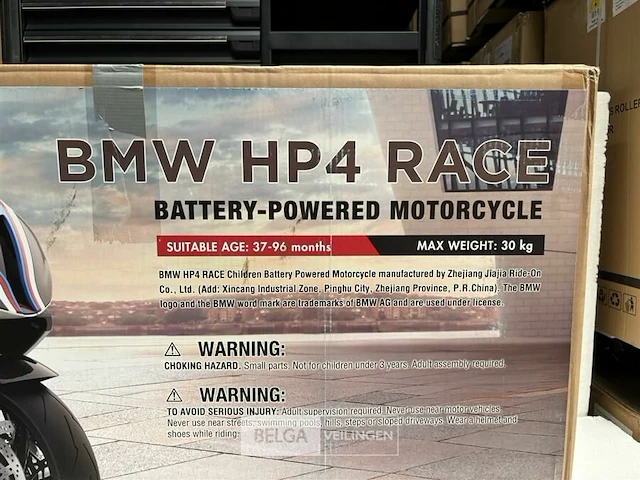 BMW HP4 RACE
BATTERY-POWERED MOTORCYCLE
SUITABLE AGE: 37-96 months
MAX WEIGHT: 30 kg
BMW HP4 RACE Children Battery Powered Motorcycle manufactured by Zhejiang Jiajia Ride-On
Co., Ltd. (Add: Xincang Industrial Zone, Pinghu City, Zhejiang Province, P.R.China). The BMW
logo and the BMW word mark are trademarks of BMW AG and are used under license.
WARNING:
CHOKING HAZARD. Small parts. Not for children under 3 years. Adult assembly required.
WARNING:
TO AVOID SERIOUS INJURY: Adult supervision required. Never use near motor vehicles.
Never use near streets, swimming pools, hills, steps or sloped driveways. Wear a helmet and
shoes while riding.
BELGA VEILINGEN
ROLLER